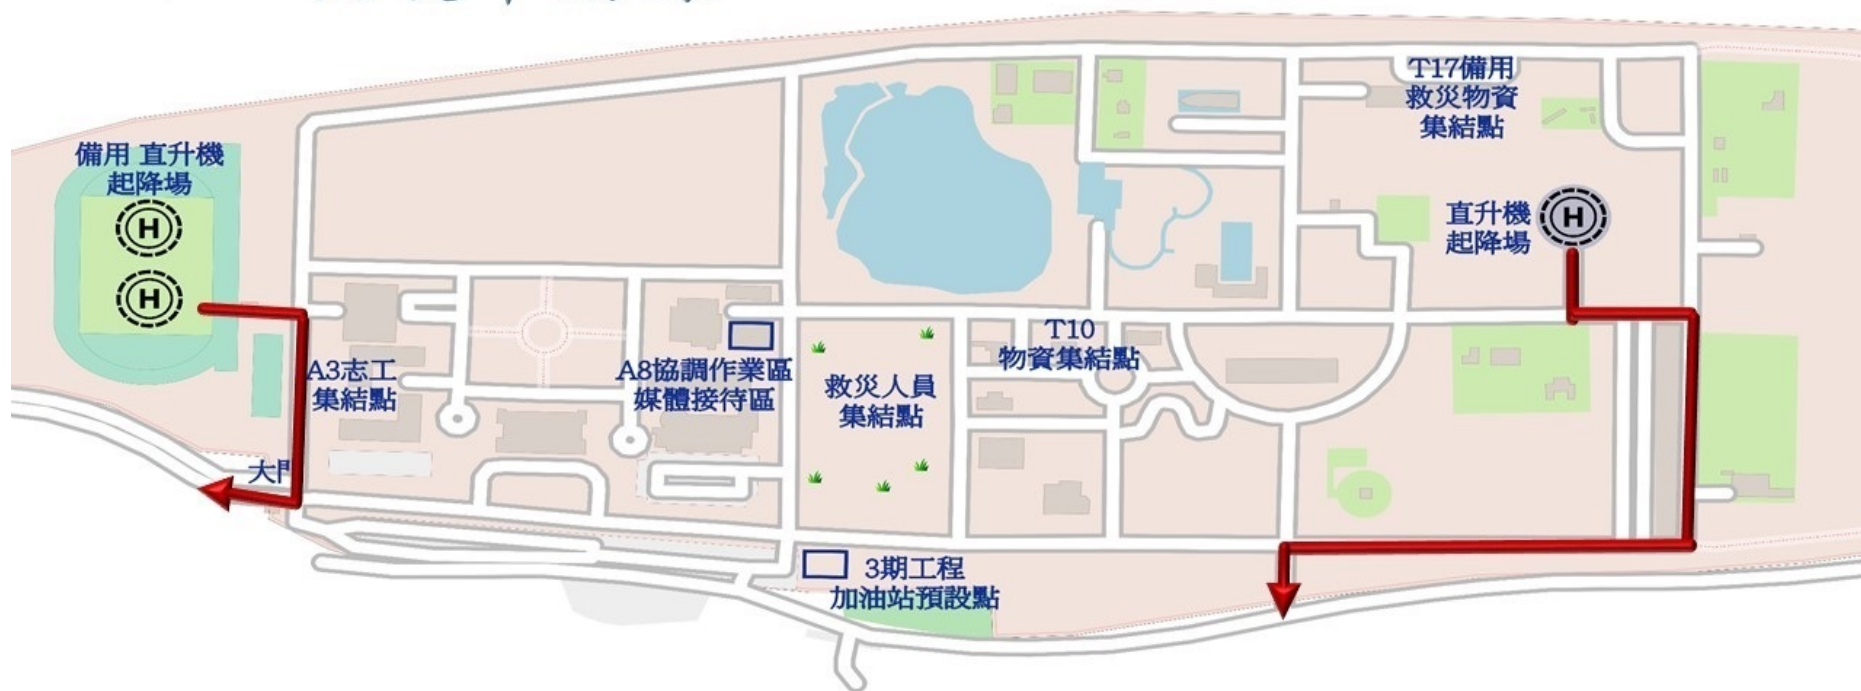 T17備用
救災物資
集結點
備用 直升機
起降場
H
H
直升機
起降場
H
A3志工
集結點
A8協調作業區
媒體接待區
救災人員
集結點
T10
物資集結點
大門
3期工程
加油站預設點